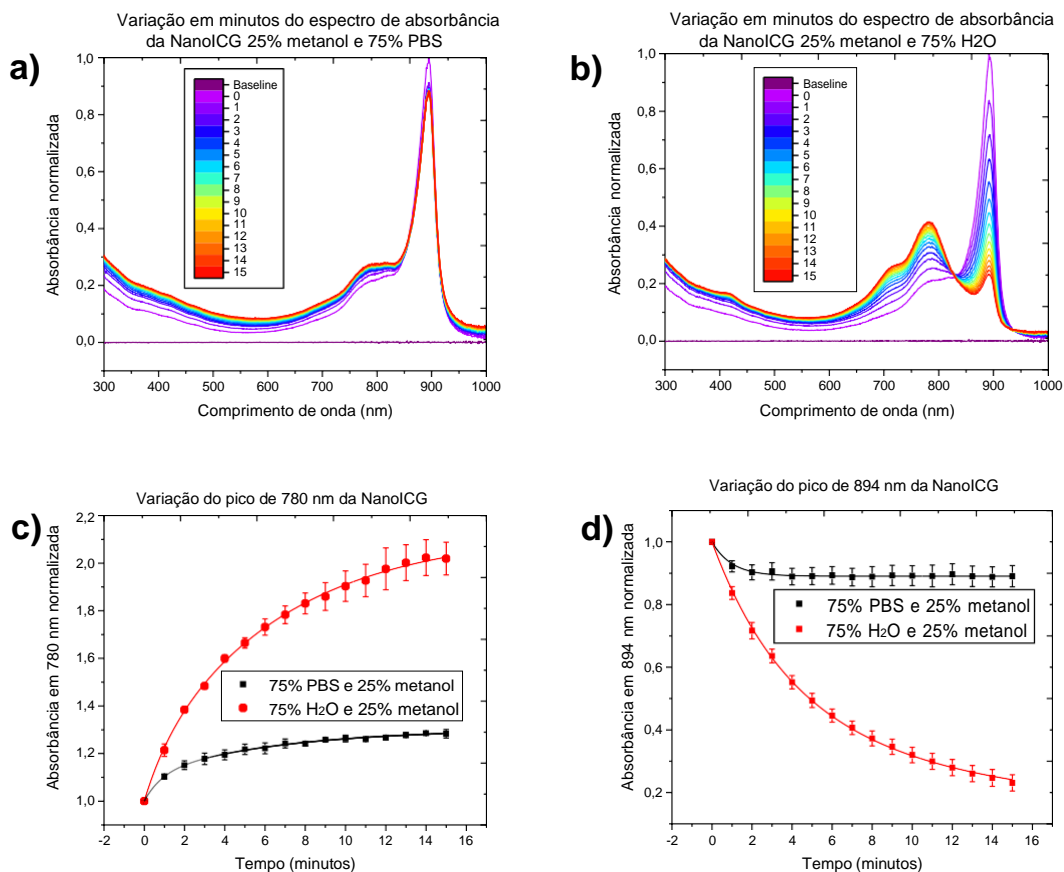 a)
Variação em minutos do espectro de absorbância
da NanoICG 25% metanol e 75% PBS
Absorbância normalizada
1,0
0,8
0,6
0,4
0,2
0,0
Baseline
0
1
2
3
4
5
6
7
8
9
10
11
12
13
14
15
300 400 500 600 700 800 900 1000
Comprimento de onda (nm)
b)
Variação em minutos do espectro de absorbância
da NanoICG 25% metanol e 75% H2O
Absorbância normalizada
1,0
0,8
0,6
0,4
0,2
0,0
Baseline
0
1
2
3
4
5
6
7
8
9
10
11
12
13
14
15
300 400 500 600 700 800 900 1000
Comprimento de onda (nm)
c)
Variação do pico de 780 nm da NanoICG
Absorbância em 780 nm normalizada
2,2
2,0
1,8
1,6
1,4
1,2
1,0
75% PBS e 25% metanol
75% H2O e 25% metanol
-2 0 2 4 6 8 10 12 14 16
Tempo (minutos)
d)
Variação do pico de 894 nm da NanoICG
Absorbância em 894 nm normalizada
1,0
0,8
0,6
0,4
0,2
75% PBS e 25% metanol
75% H2O e 25% metanol
-2 0 2 4 6 8 10 12 14 16
Tempo (minutos)